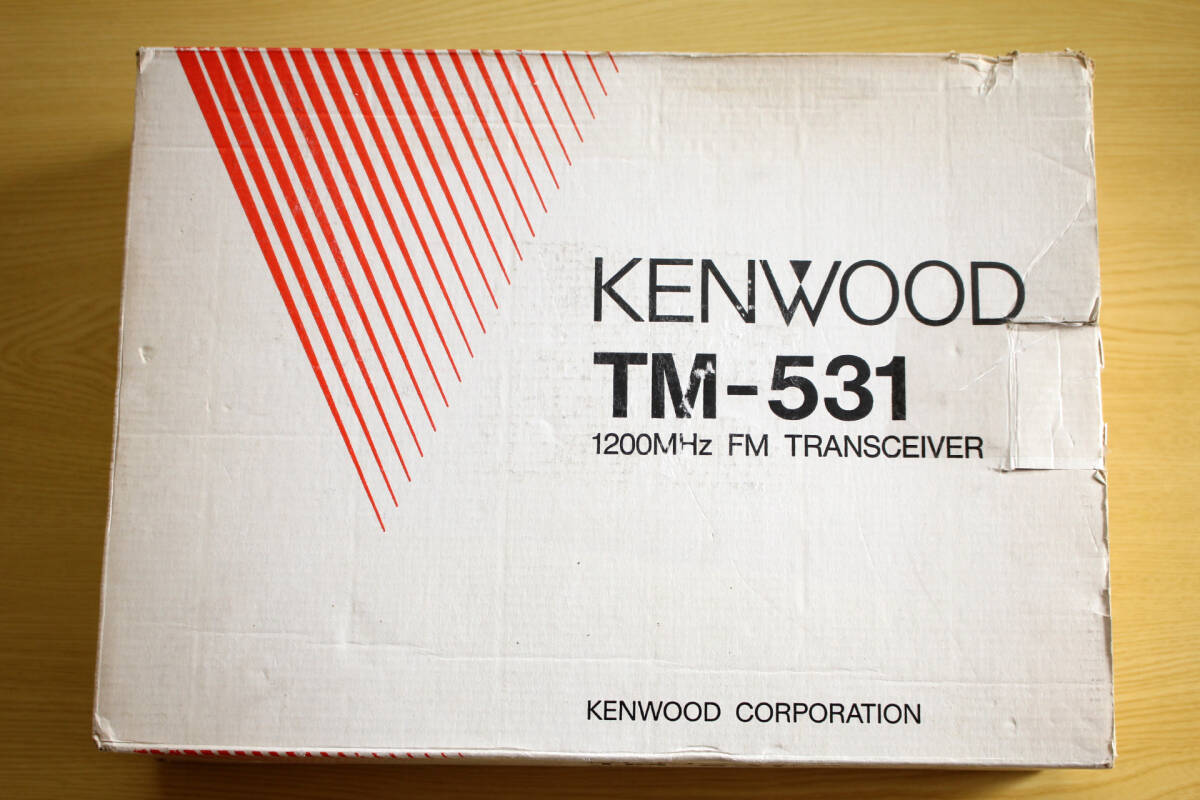 KENWOOD
TM-531
1200MHz FM TRANSCEIVER
KENWOOD CORPORATION